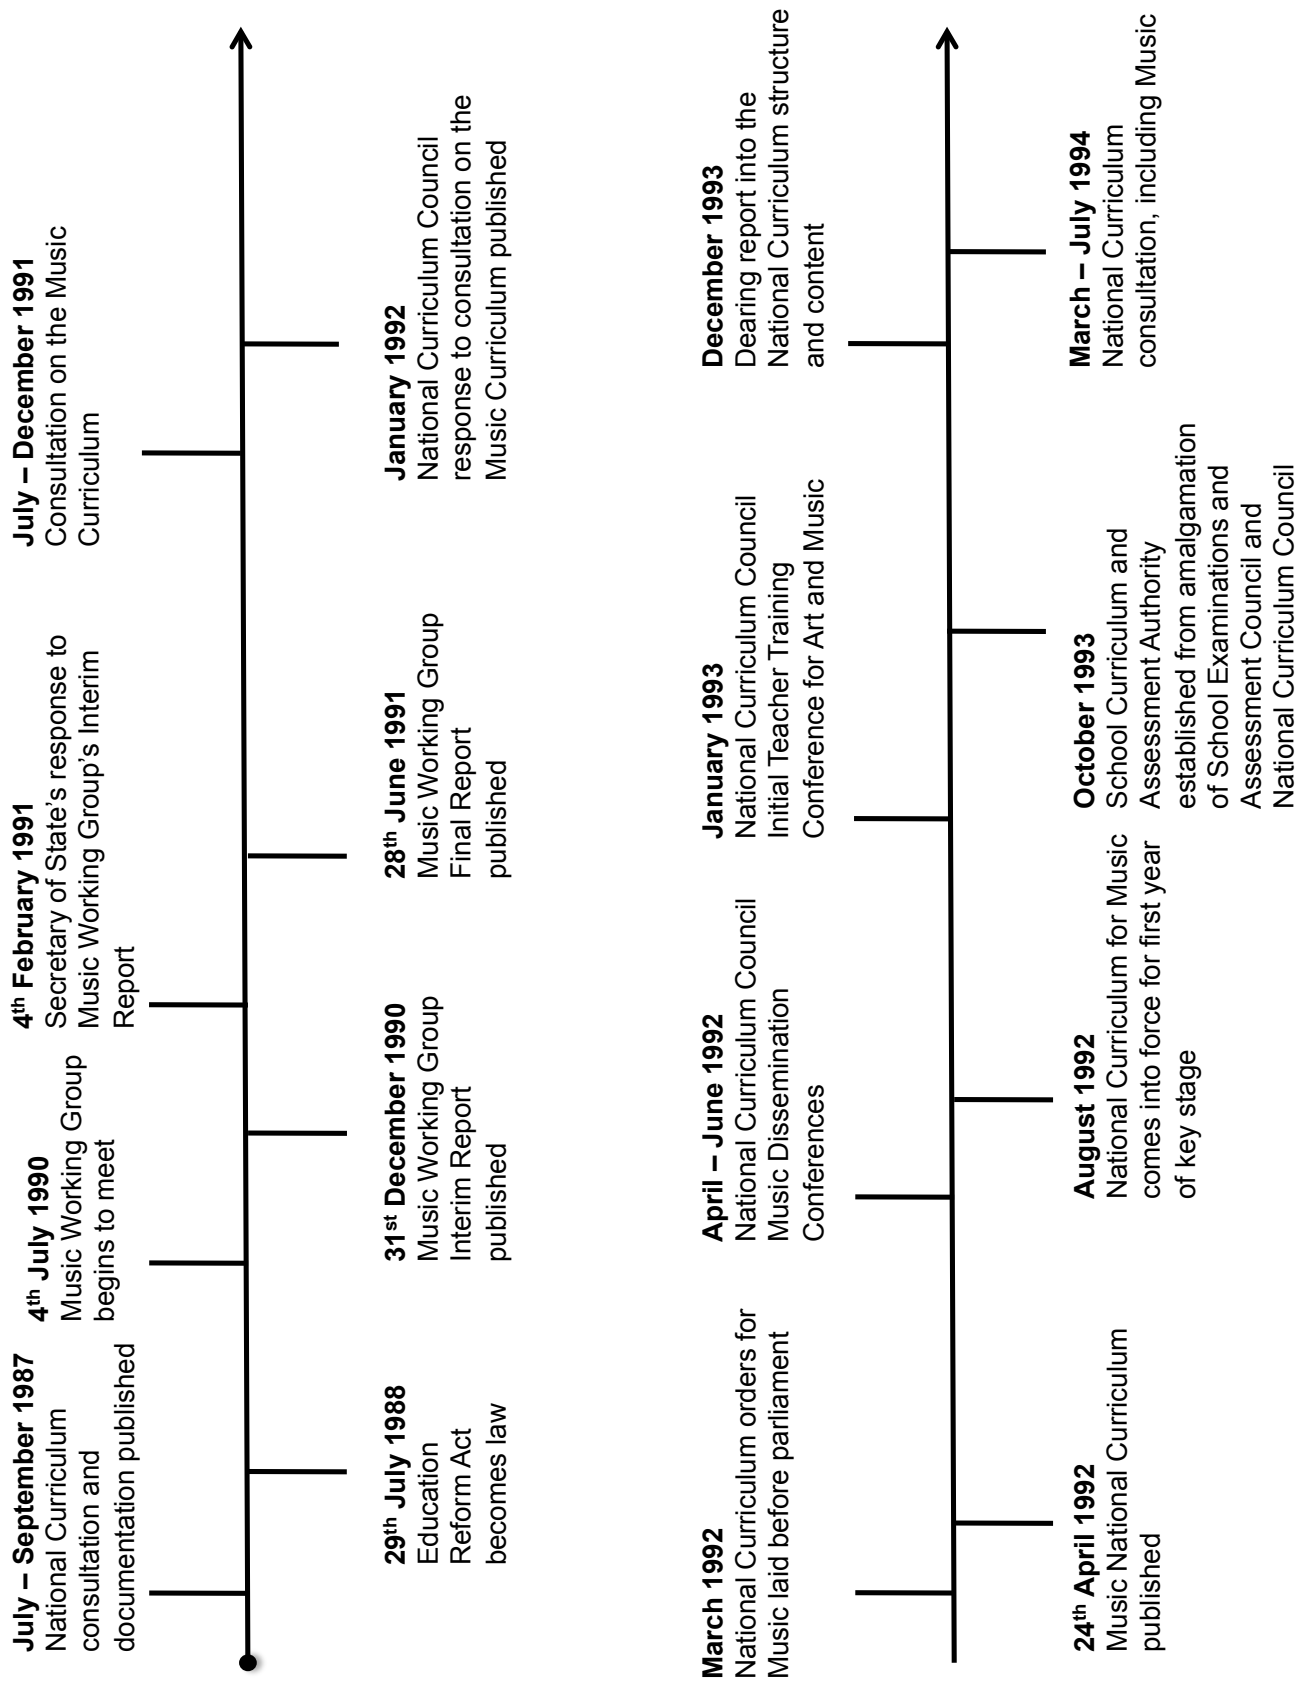 July – September 1987
National Curriculum
consultation and
documentation published
29th July 1988
Education
Reform Act
becomes law
4th July 1990
Music Working Group
begins to meet
31st December 1990
Music Working Group
Interim Report
published
4th February 1991
Secretary of State’s response to
Music Working Group’s Interim
Report
28th June 1991
Music Working Group
Final Report
published
July – December 1991
Consultation on the Music
Curriculum
January 1992
National Curriculum Council
response to consultation on the
Music Curriculum published
March 1992
National Curriculum orders for
Music laid before parliament
24th April 1992
Music National Curriculum
published
April – June 1992
National Curriculum Council
Music Dissemination
Conferences
August 1992
National Curriculum for Music
comes into force for first year
of key stage
January 1993
National Curriculum Council
Initial Teacher Training
Conference for Art and Music
October 1993
School Curriculum and
Assessment Authority
established from amalgamation
of School Examinations and
Assessment Council and
National Curriculum Council
December 1993
Dearing report into the
National Curriculum structure
and content
March – July 1994
National Curriculum
consultation, including Music